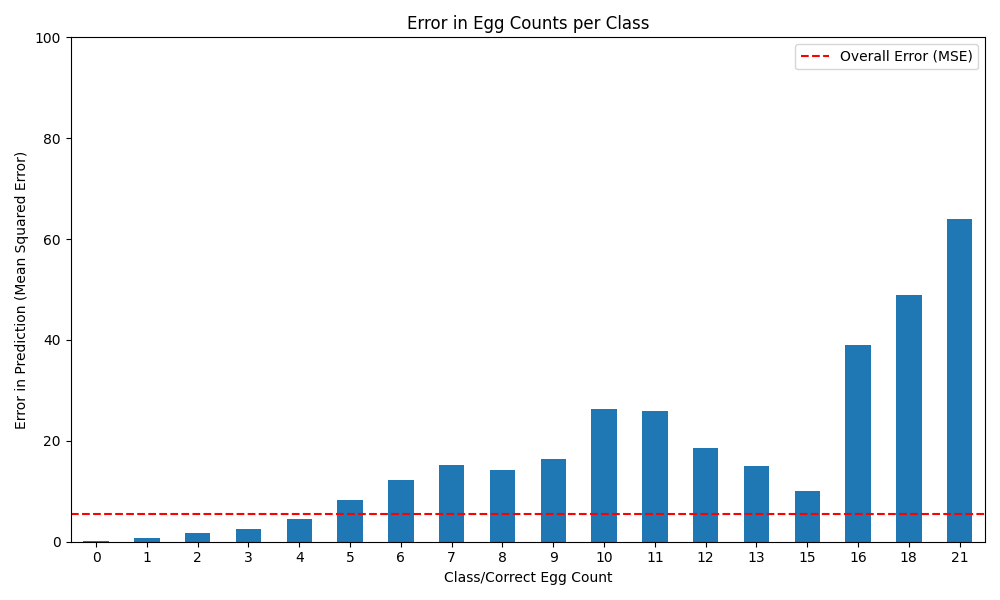 Error in Egg Counts per Class
Overall Error (MSE)
Error in Prediction (Mean Squared Error)
100
80
60
40
20
0
0 1 2 3 4 5 6 7 8 9 10 11 12 13 15 16 18 21
Class/Correct Egg Count